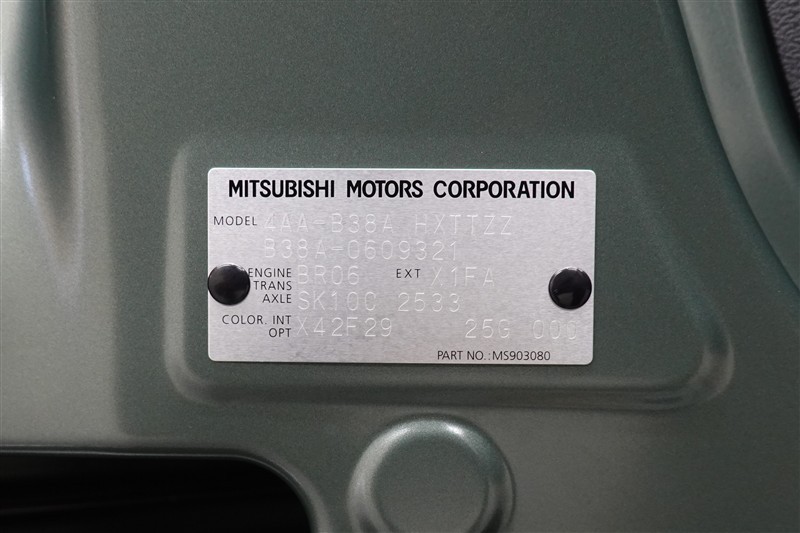 MITSUBISHI MOTORS CORPORATION
MODEL 4AA-B38A HXTTZZ
B38A-0609321
ENGINE BR06 EXT X1FA
TRANS AXLE SK10C 2533
COLOR. INT OPT X42F29 25G 000
PART NO.:MS903080